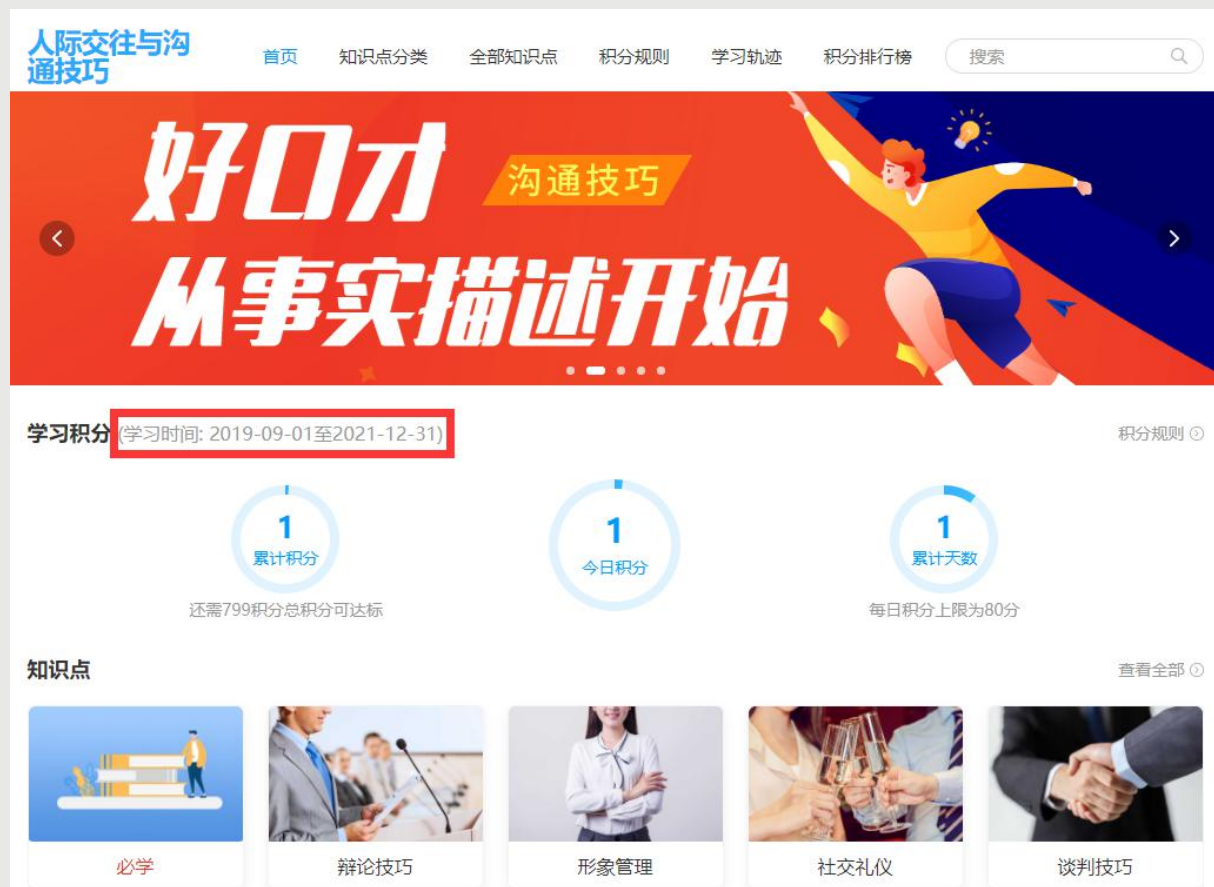 人际交往与沟
通技巧
首页 知识点分类 全部知识点 积分规则 学习轨迹 积分排行榜 搜索
好口才 沟通技巧
从事实描述开始
学习积分 (学习时间: 2019-09-01至2021-12-31) 积分规则
1 1 1
累计积分 今日积分 累计天数
还需799积分总积分可达标 每日积分上限为80分
知识点 查看全部
必学 辩论技巧 形象管理 社交礼仪 谈判技巧